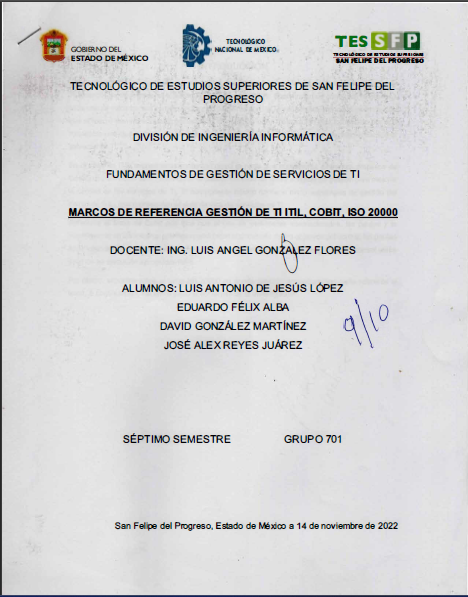 GOBIERNO DEL
ESTADO DE MÉXICO
TECNOLÓGICO
NACIONAL DE MÉXICO
TESSFP
TECNOLÓGICO DE ESTUDIOS SUPERIORES
SAN FELIPE DEL PROGRESO
TECNOLÓGICO DE ESTUDIOS SUPERIORES DE SAN FELIPE DEL
PROGRESO
DIVISIÓN DE INGENIERÍA INFORMÁTICA
FUNDAMENTOS DE GESTIÓN DE SERVICIOS DE TI
MARCOS DE REFERENCIA GESTIÓN DE TI ITIL, COBIT, ISO 20000
DOCENTE: ING. LUIS ANGEL GONZALEZ FLORES
ALUMNOS: LUIS ANTONIO DE JESÚS LÓPEZ
EDUARDO FÉLIX ALBA
DAVID GONZÁLEZ MARTÍNEZ
JOSÉ ALEX REYES JUÁREZ
9/10
SÉPTIMO SEMESTRE GRUPO 701
San Felipe del Progreso, Estado de México a 14 de noviembre de 2022